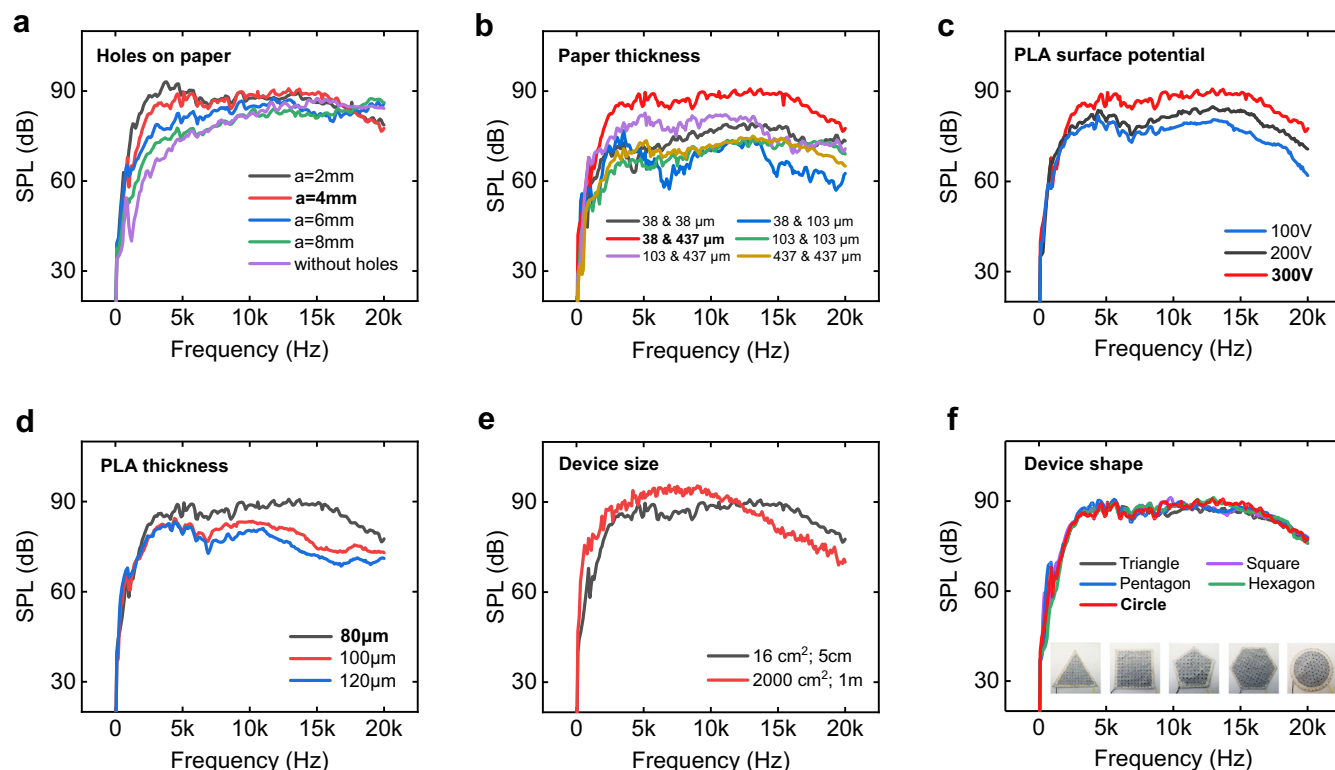 a
Holes on paper
SPL (dB)
90
60
30
a=2mm
a=4mm
a=6mm
a=8mm
without holes
0 5k 10k 15k 20k
Frequency (Hz)
b
Paper thickness
SPL (dB)
90
60
30
38 & 38 µm 38 & 103 µm
38 & 437 µm 103 & 103 µm
103 & 437 µm 437 & 437 µm
0 5k 10k 15k 20k
Frequency (Hz)
c
PLA surface potential
SPL (dB)
90
60
30
100V
200V
300V
0 5k 10k 15k 20k
Frequency (Hz)
d
PLA thickness
SPL (dB)
90
60
30
80µm
100µm
120µm
0 5k 10k 15k 20k
Frequency (Hz)
e
Device size
SPL (dB)
90
60
30
16 cm²; 5cm
2000 cm²; 1m
0 5k 10k 15k 20k
Frequency (Hz)
f
Device shape
SPL (dB)
90
60
30
Triangle Square
Pentagon Hexagon
Circle
0 5k 10k 15k 20k
Frequency (Hz)